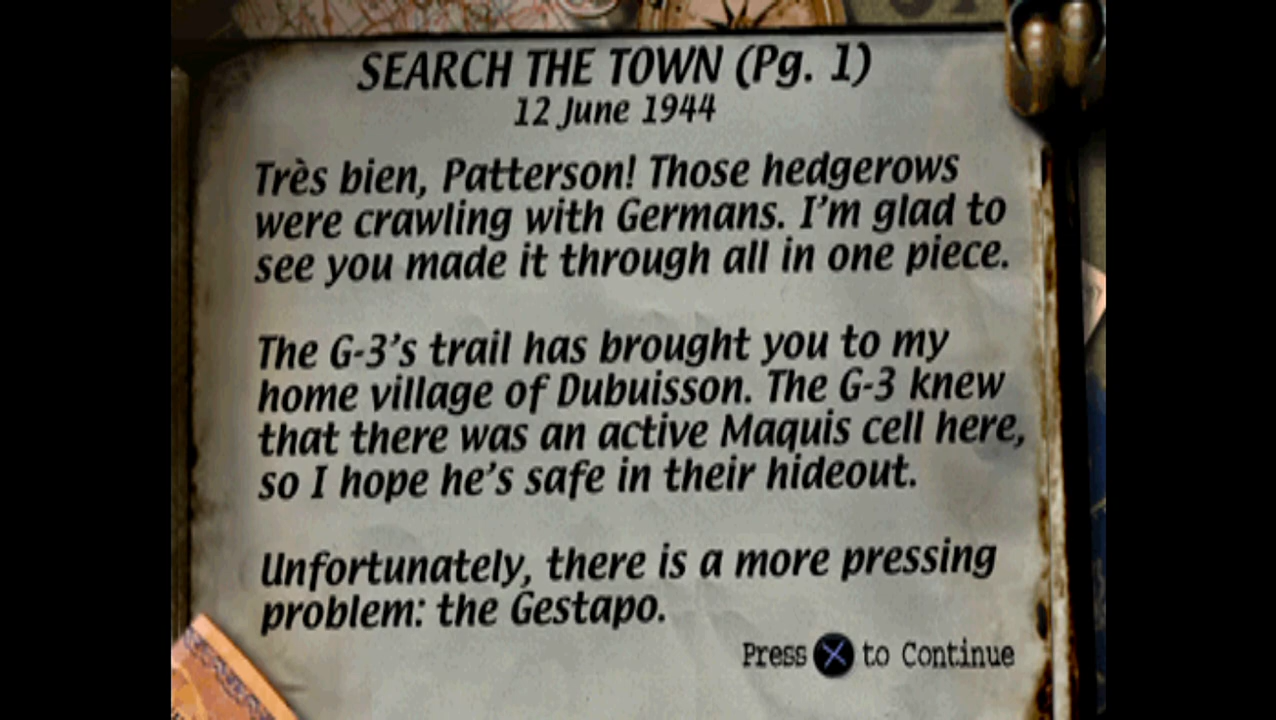 SEARCH THE TOWN (Pg. 1)
12 June 1944
Très bien, Patterson! Those hedgerows
were crawling with Germans. I'm glad to
see you made it through all in one piece.
The G-3's trail has brought you to my
home village of Dubuisson. The G-3 knew
that there was an active Maquis cell here,
so I hope he's safe in their hideout.
Unfortunately, there is a more pressing
problem: the Gestapo.
Press X to Continue